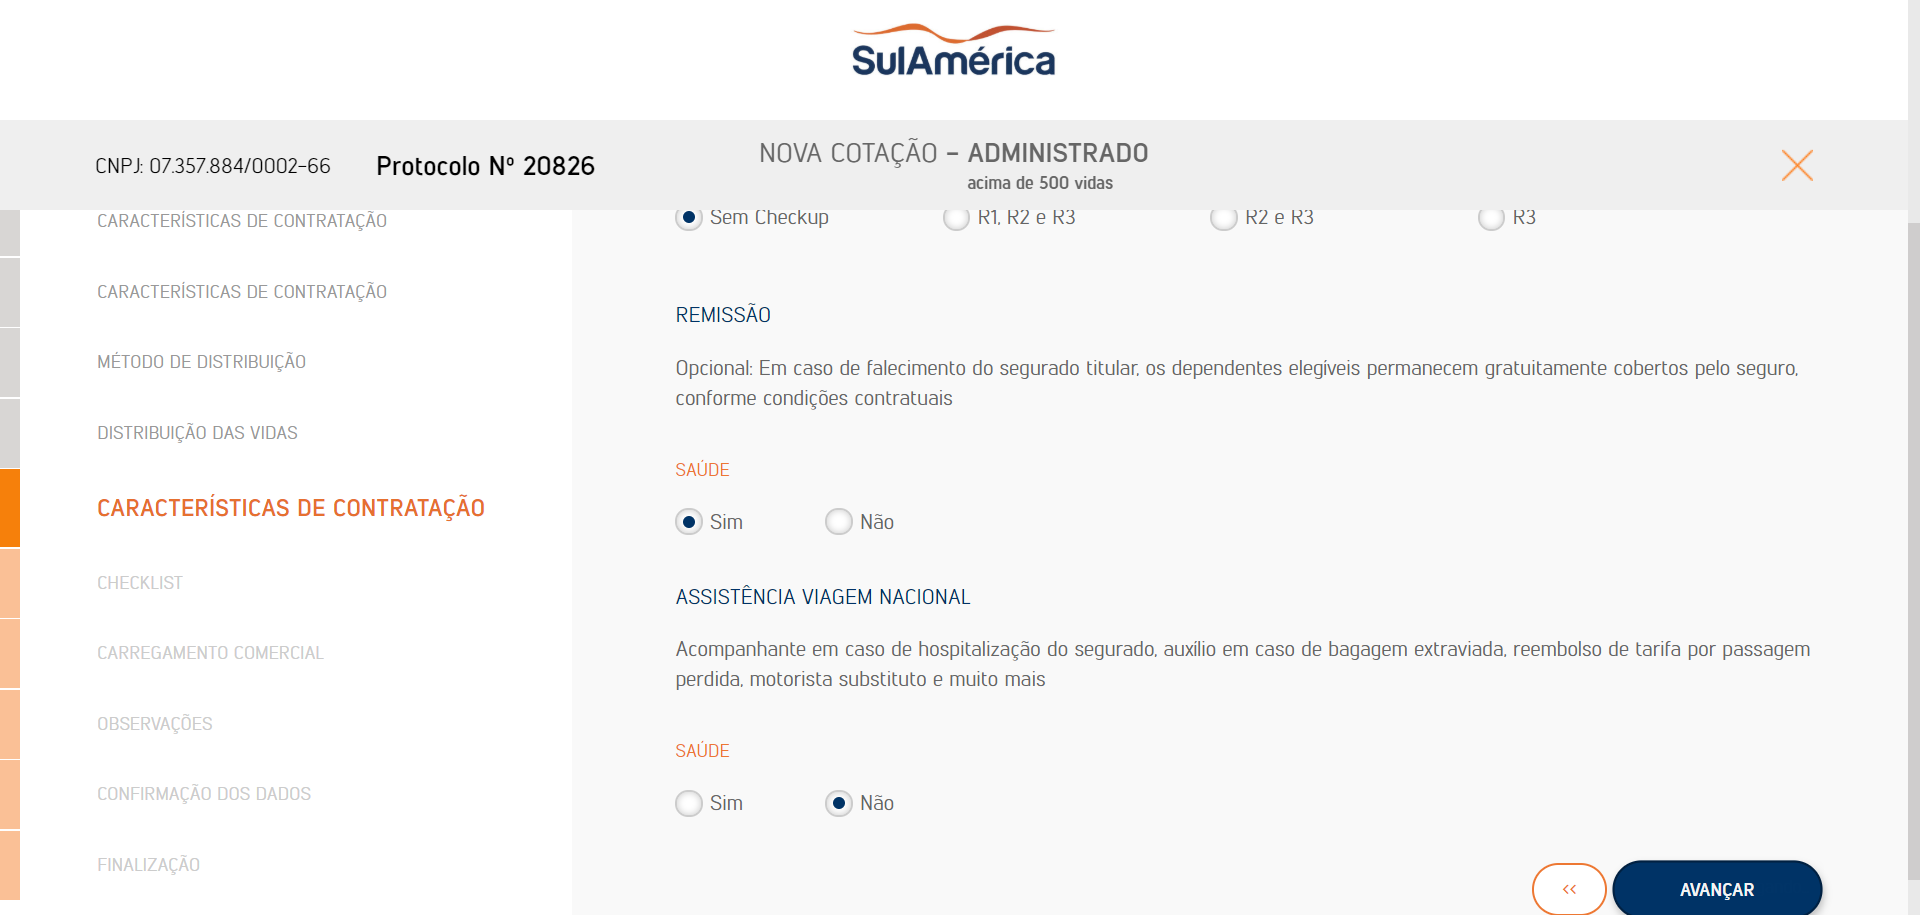 SulAmérica
CNPJ: 07.357.884/0002-66
Protocolo Nº 20826
NOVA COTAÇÃO – ADMINISTRADO
acima de 500 vidas
CARACTERÍSTICAS DE CONTRATAÇÃO
CARACTERÍSTICAS DE CONTRATAÇÃO
MÉTODO DE DISTRIBUIÇÃO
DISTRIBUIÇÃO DAS VIDAS
CARACTERÍSTICAS DE CONTRATAÇÃO
CHECKLIST
CARREGAMENTO COMERCIAL
OBSERVAÇÕES
CONFIRMAÇÃO DOS DADOS
FINALIZAÇÃO
Sem Checkup R1, R2 e R3 R2 e R3 R3
REMISSÃO
Opcional: Em caso de falecimento do segurado titular, os dependentes elegíveis permanecem gratuitamente cobertos pelo seguro,
conforme condições contratuais
SAÚDE
Sim Não
ASSISTÊNCIA VIAGEM NACIONAL
Acompanhante em caso de hospitalização do segurado, auxílio em caso de bagagem extraviada, reembolso de tarifa por passagem
perdida, motorista substituto e muito mais
SAÚDE
Sim Não
<< AVANÇAR